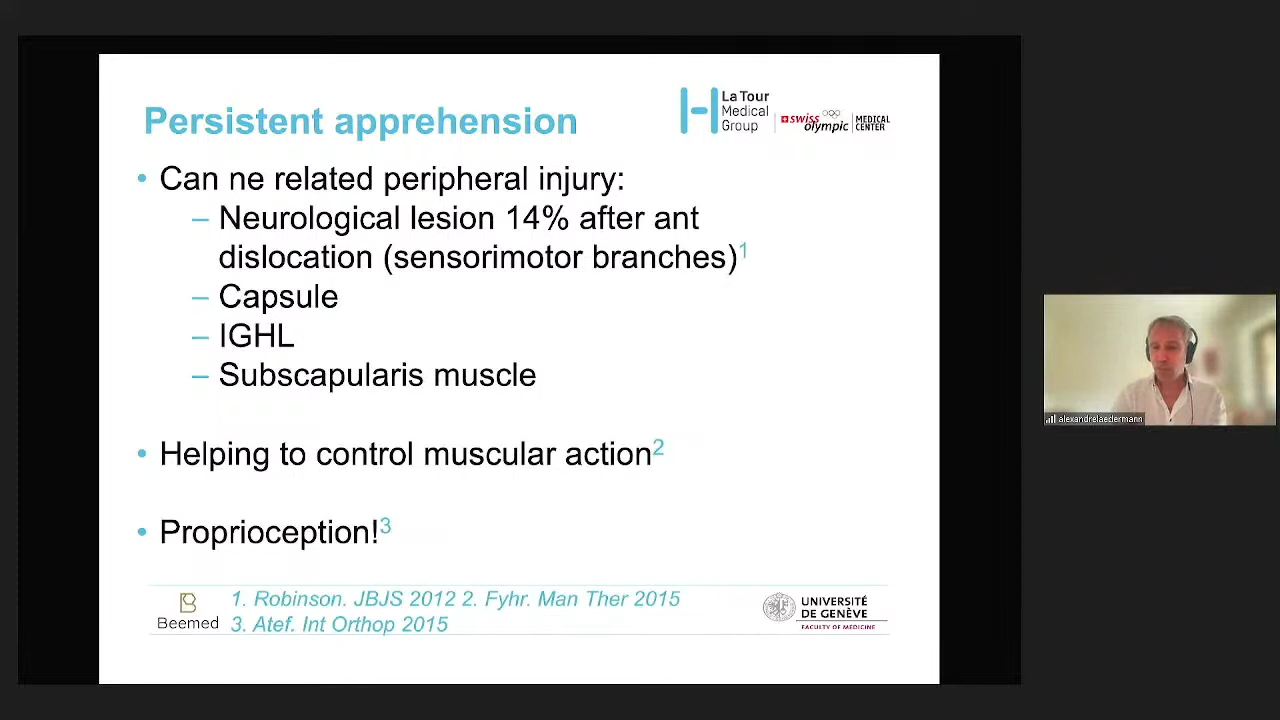 Persistent apprehension
La Tour
Medical
Group
swiss
olympic
MEDICAL
CENTER
• Can ne related peripheral injury:
– Neurological lesion 14% after ant
dislocation (sensorimotor branches)1
– Capsule
– IGHL
– Subscapularis muscle
• Helping to control muscular action2
• Proprioception!3
Beemed
1. Robinson. JBJS 2012 2. Fyhr. Man Ther 2015
3. Atef. Int Orthop 2015
UNIVERSITÉ
DE GENÈVE
FACULTY OF MEDICINE
alexandrelaedermann